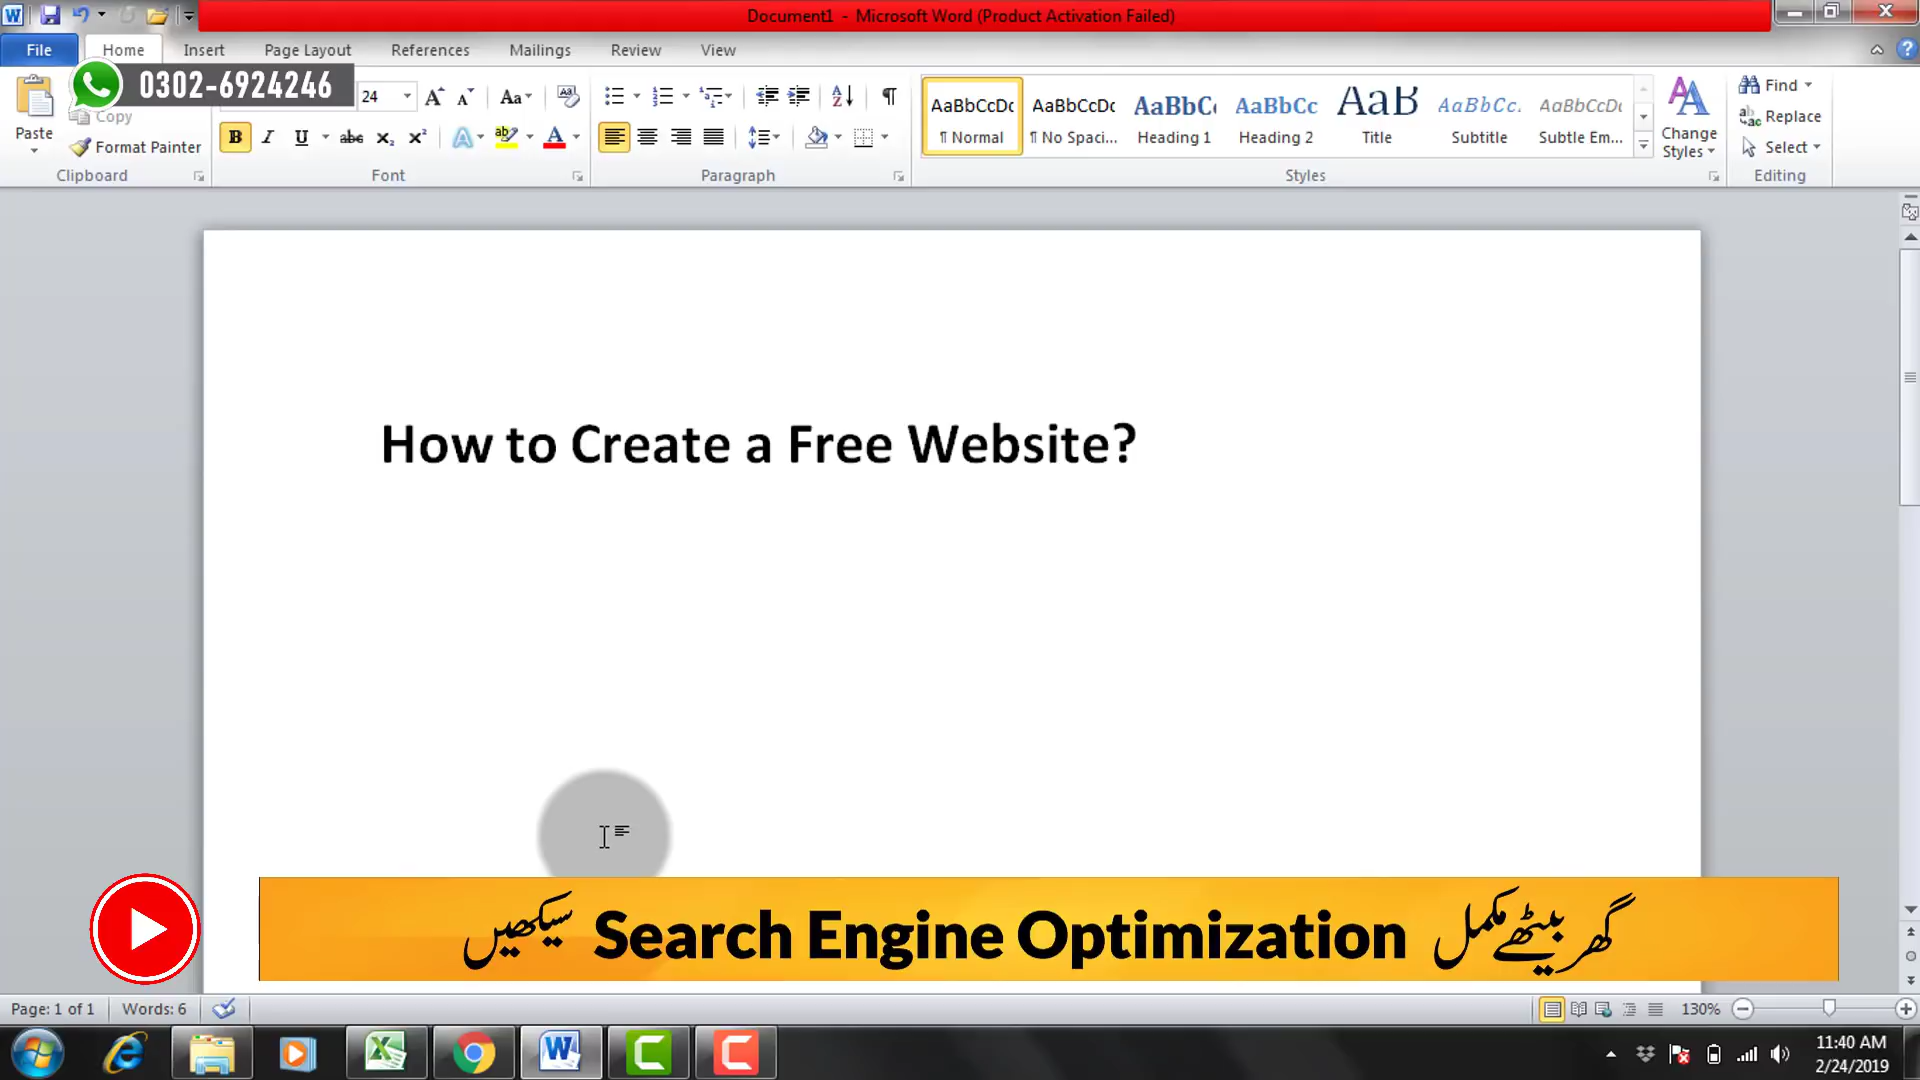 Document1 - Microsoft Word (Product Activation Failed)
File Home Insert Page Layout References Mailings Review View
0302-6924246
24
Paste
Copy
Format Painter
AaBbCcDc AaBbCcDc AaBbC AaBbCc AaB AaBbCc. AaBbCcDc
¶ Normal ¶ No Spaci... Heading 1 Heading 2 Title Subtitle Subtle Em...
Change Styles
Find
Replace
Select
Clipboard Font Paragraph Styles Editing
How to Create a Free Website?
گھر بیٹھے مکمل Search Engine Optimization سیکھیں
Page: 1 of 1 Words: 6 130%
11:40 AM
2/24/2019